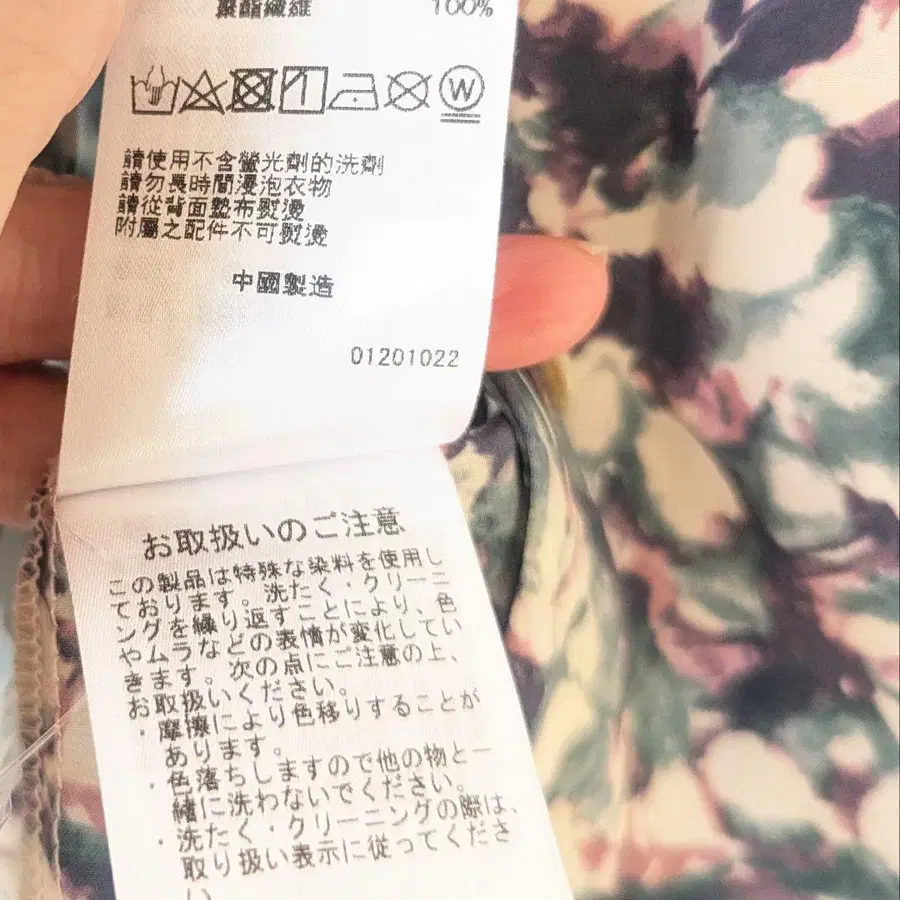 聚酯纖維 100%
W
請使用不含螢光劑的洗劑
請勿長時間浸泡衣物
請從背面墊布熨燙
附屬之配件不可熨燙
中國製造
01201022
お取扱いのご注意
この製品は特殊な染料を使用し
ております。洗たく・クリーニ
ングを繰り返すことにより、色
やムラなどの表情が変化してい
きます。次の点にご注意の上、
お取扱いください。
・摩擦により色移りすることが
あります。
・色落ちしますので他の物と一
緒に洗わないでください。
・洗たく・クリーニングの際は、
取り扱い表示に従ってくださ
い